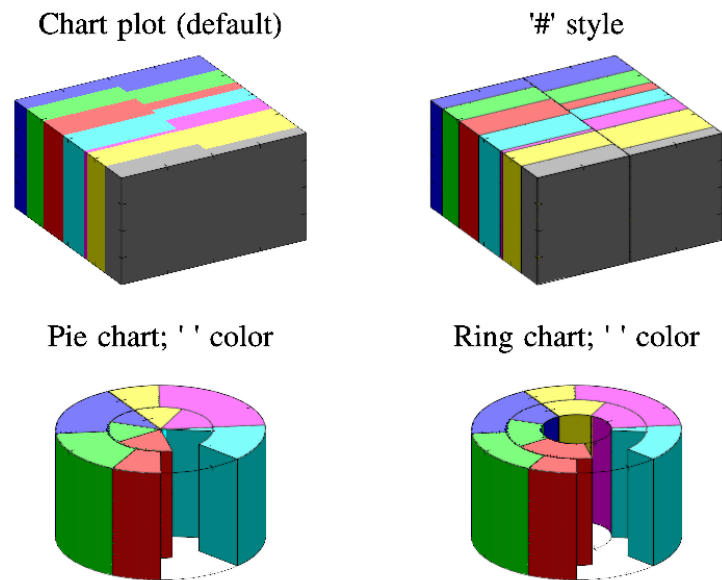 Chart plot (default)
'#' style
Pie chart; ' ' color
Ring chart; ' ' color